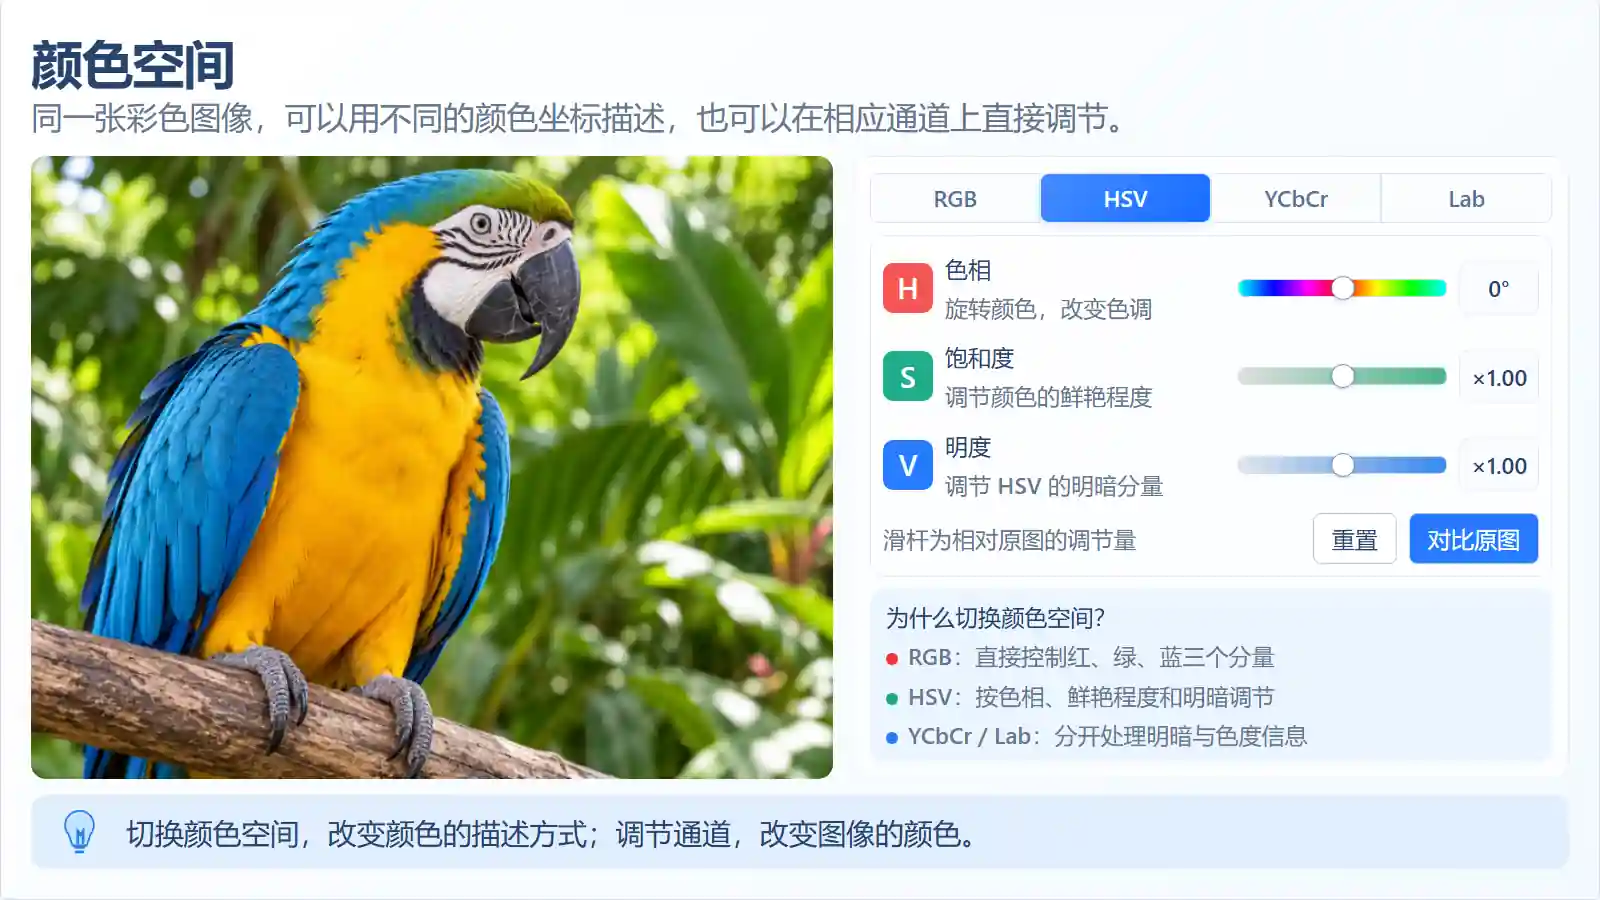 颜色空间
同一张彩色图像，可以用不同的颜色坐标描述，也可以在相应通道上直接调节。
RGB
HSV
YCbCr
Lab
H
色相
旋转颜色，改变色调
0°
S
饱和度
调节颜色的鲜艳程度
×1.00
V
明度
调节 HSV 的明暗分量
×1.00
滑杆为相对原图的调节量
重置
对比原图
为什么切换颜色空间？
RGB：直接控制红、绿、蓝三个分量
HSV：按色相、鲜艳程度和明暗调节
YCbCr / Lab：分开处理明暗与色度信息
切换颜色空间，改变颜色的描述方式；调节通道，改变图像的颜色。